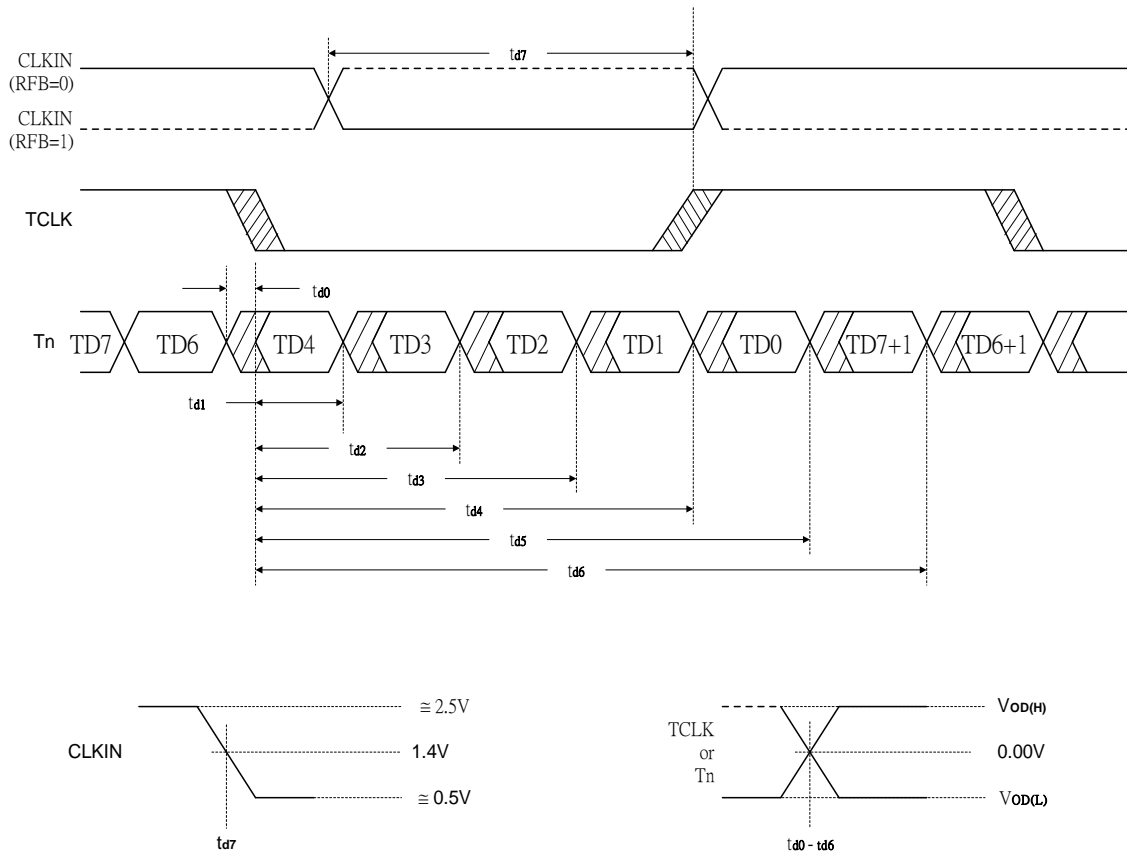 td7
CLKIN
(RFB=0)
CLKIN
(RFB=1)
TCLK
td0
Tn TD7 TD6 TD4 TD3 TD2 TD1 TD0 TD7+1 TD6+1
td1
td2
td3
td4
td5
td6
CLKIN
≅ 2.5V
1.4V
≅ 0.5V
td7
TCLK
or
Tn
VOD(H)
0.00V
VOD(L)
td0 - td6